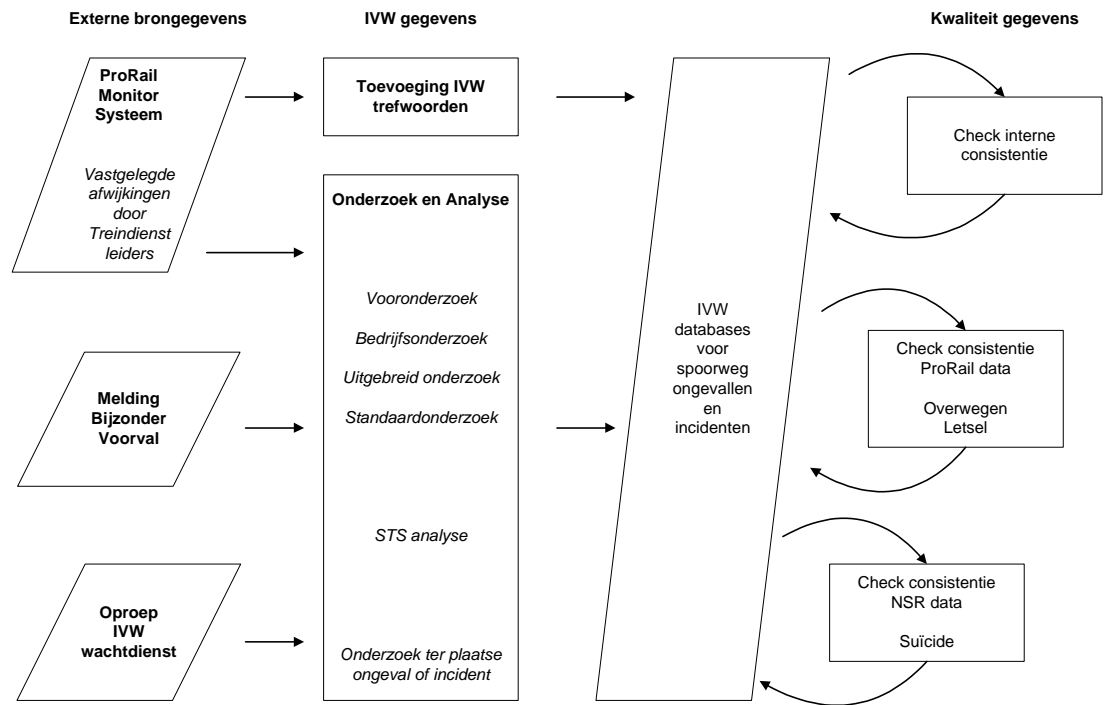 Externe brongegevens
IVW gegevens
Kwaliteit gegevens
ProRail
Monitor
Systeem
Vastgelegde
afwijkingen
door
Treindienst
leiders
Toevoeging IVW
trefwoorden
Onderzoek en Analyse
Vooronderzoek
Bedrijfsonderzoek
Uitgebreid onderzoek
Standaardonderzoek
STS analyse
Onderzoek ter plaatse
ongeval of incident
Melding
Bijzonder
Voorval
Oproep
IVW
wachtdienst
IVW
databases
voor
spoorweg
ongevallen
en
incidenten
Check interne
consistentie
Check consistentie
ProRail data
Overwegen
Letsel
Check consistentie
NSR data
Suïcide